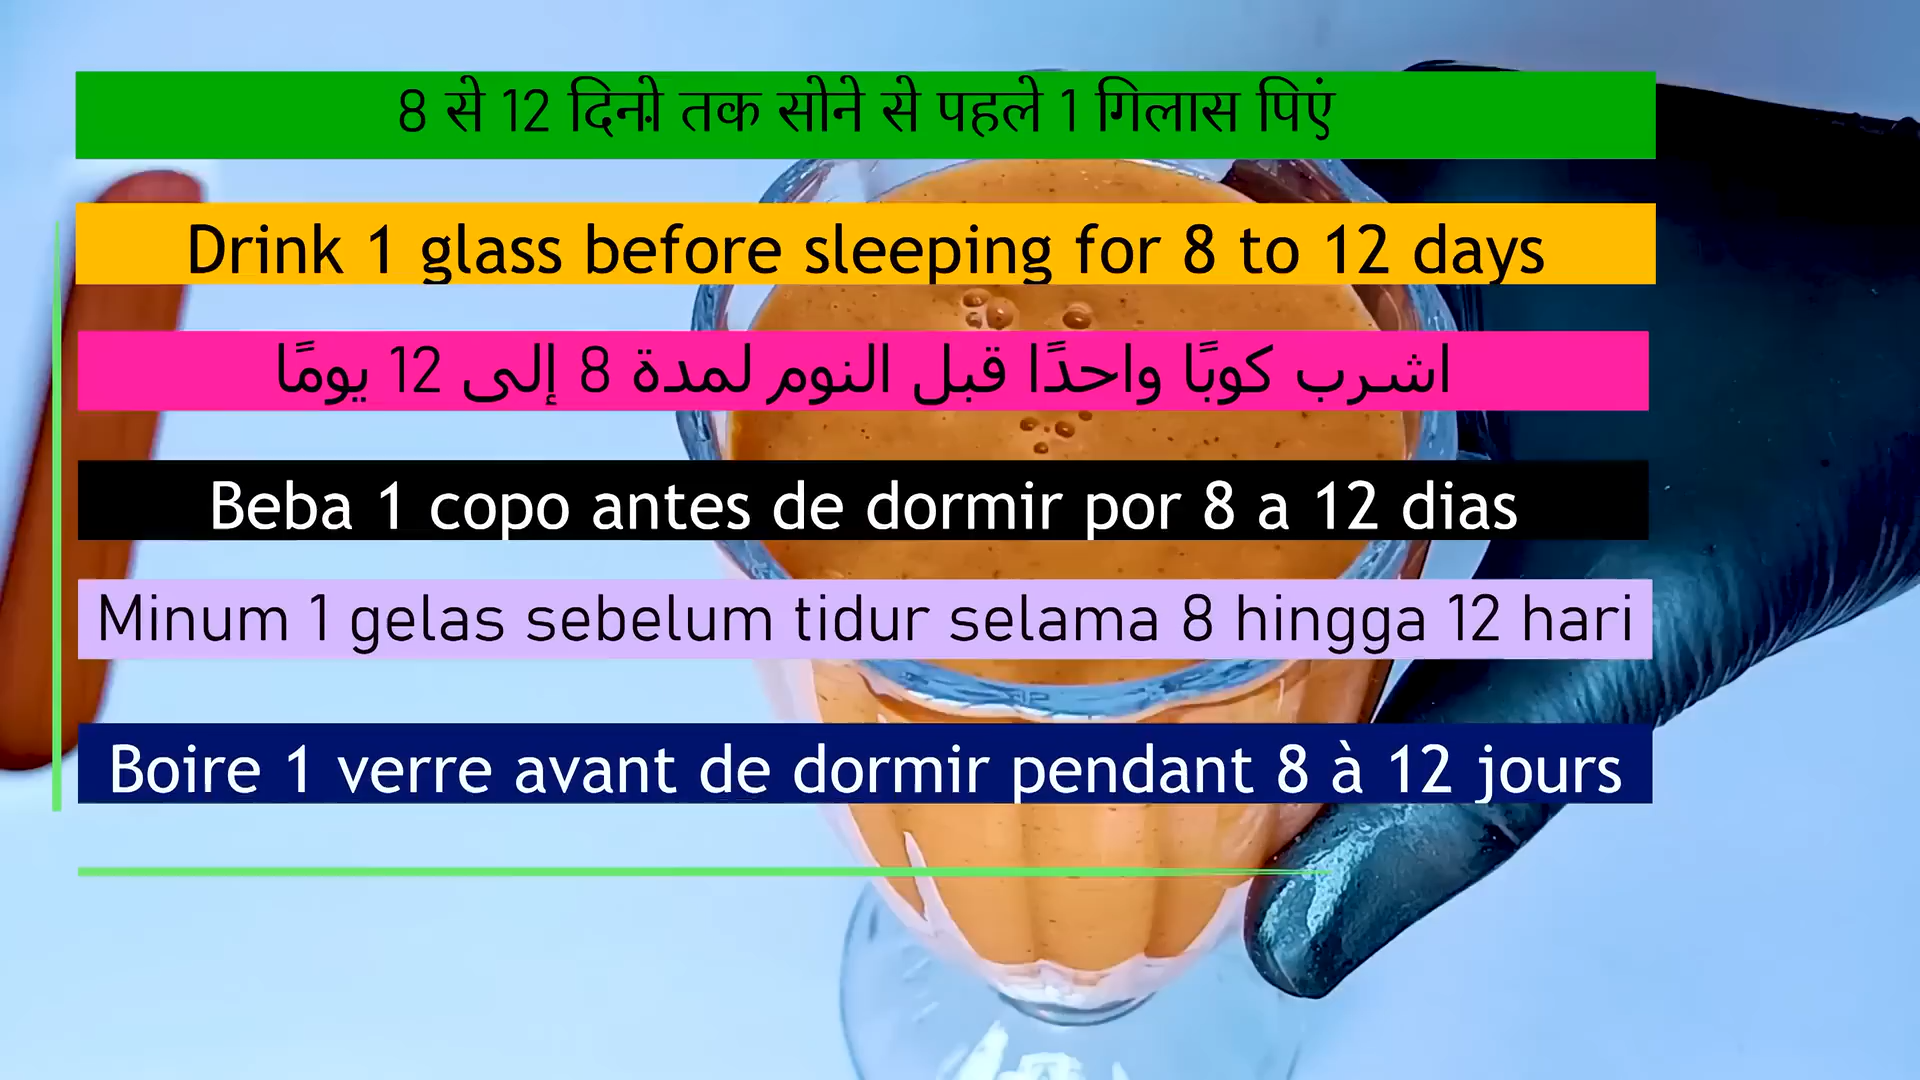 8 से 12 दिनो़ तक सोने से पहले 1 गिलास पिएं
Drink 1 glass before sleeping for 8 to 12 days
اشرب كوبًا واحدًا قبل النوم لمدة 8 إلى 12 يومًا
Beba 1 copo antes de dormir por 8 a 12 dias
Minum 1 gelas sebelum tidur selama 8 hingga 12 hari
Boire 1 verre avant de dormir pendant 8 à 12 jours